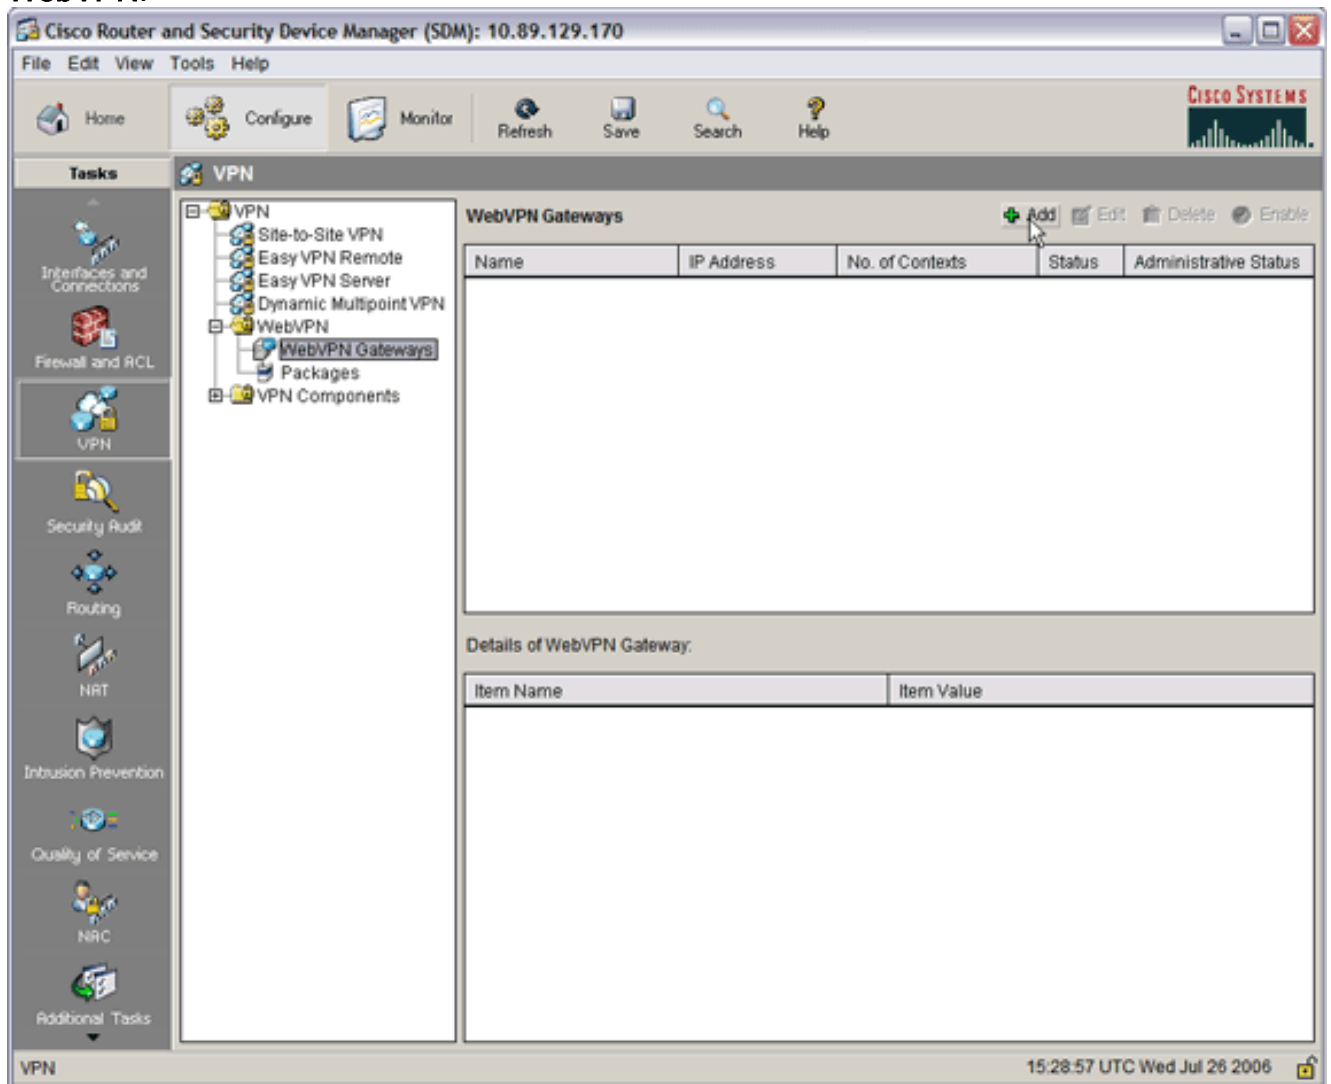 WebVPN.
Cisco Router and Security Device Manager (SDM): 10.89.129.170
File Edit View Tools Help
Home Configure Monitor Refresh Save Search Help
CISCO SYSTEMS
Tasks
VPN
Interfaces and Connections
Firewall and ACL
VPN
Security Audit
Routing
NAT
Intrusion Prevention
Quality of Service
NAC
Additional Tasks
VPN
Site-to-Site VPN
Easy VPN Remote
Easy VPN Server
Dynamic Multipoint VPN
WebVPN
WebVPN Gateways
Packages
VPN Components
WebVPN Gateways
Add Edit Delete Enable
Name IP Address No. of Contexts Status Administrative Status
Details of WebVPN Gateway:
Item Name Item Value
VPN
15:28:57 UTC Wed Jul 26 2006